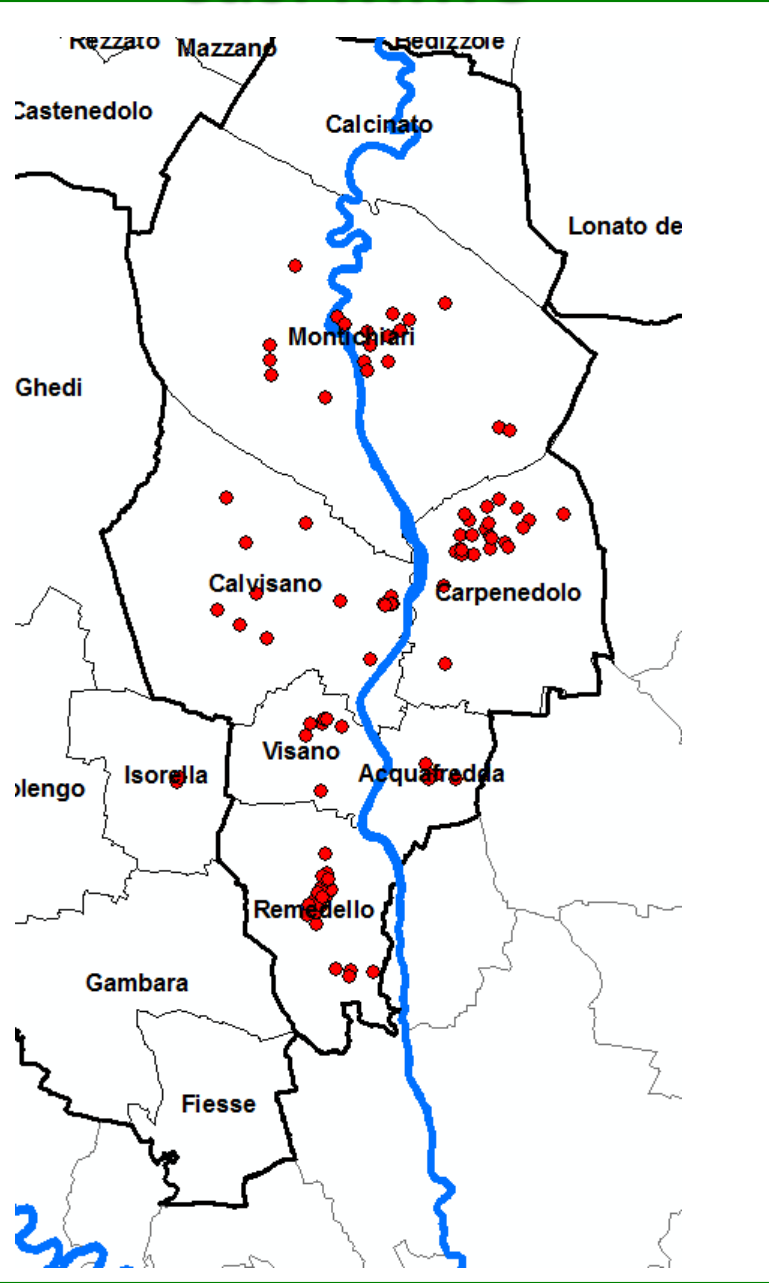 Rezzato
Mazzano
Bedizzole
Castenedolo
Calcinato
Lonato de
Montichiari
Ghedi
Calvisano
Carpenedolo
Visano
Isorella
Acquafredda
olengo
Remedello
Gambara
Fiesse